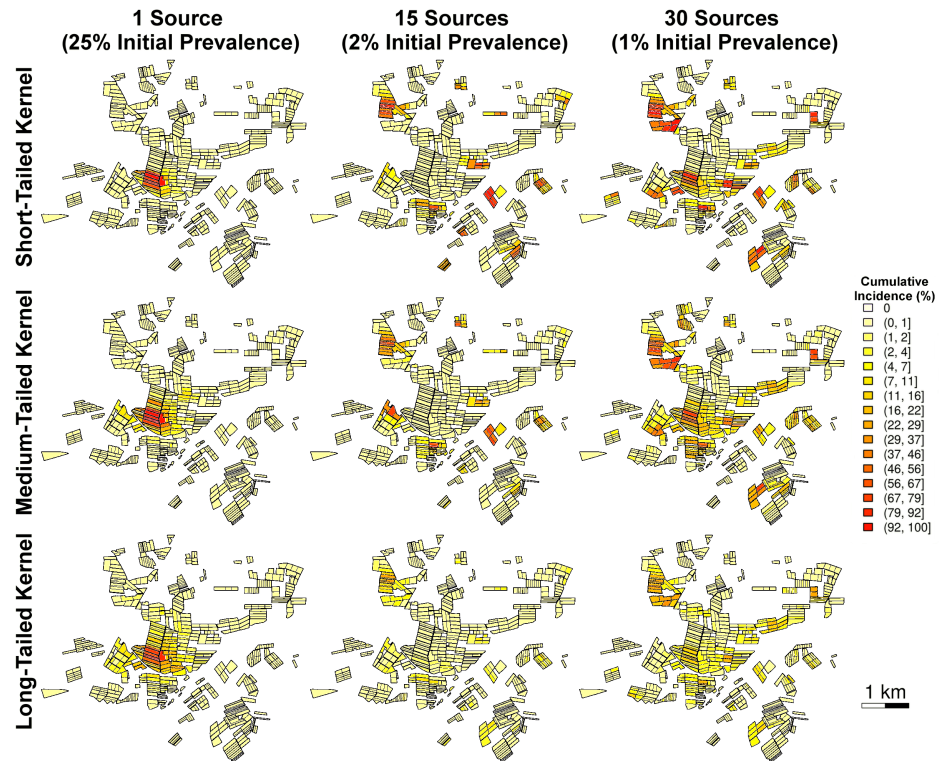 1 Source
(25% Initial Prevalence)
15 Sources
(2% Initial Prevalence)
30 Sources
(1% Initial Prevalence)
Short-Tailed Kernel
Medium-Tailed Kernel
Long-Tailed Kernel
Cumulative
Incidence (%)
0
(0, 1]
(1, 2]
(2, 4]
(4, 7]
(7, 11]
(11, 16]
(16, 22]
(22, 29]
(29, 37]
(37, 46]
(46, 56]
(56, 67]
(67, 79]
(79, 92]
(92, 100]
1 km